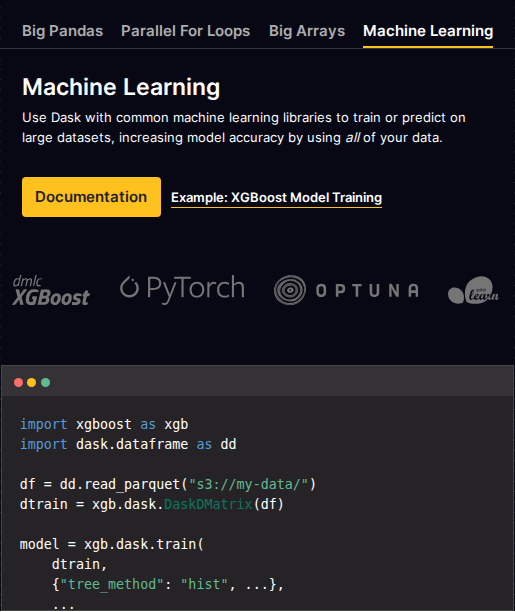 Big Pandas Parallel For Loops Big Arrays Machine Learning
Machine Learning
Use Dask with common machine learning libraries to train or predict on
large datasets, increasing model accuracy by using all of your data.
Documentation Example: XGBoost Model Training
dmlc
XGBoost PyTorch OPTUNA scikit
learn
import xgboost as xgb
import dask.dataframe as dd
df = dd.read_parquet("s3://my-data/")
dtrain = xgb.dask.DaskDMatrix(df)
model = xgb.dask.train(
    dtrain,
    {"tree_method": "hist", ...},
    ...